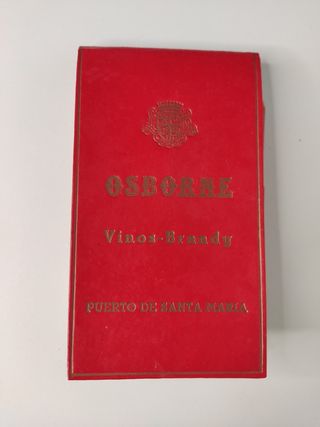 OSBORNE
Vinos-Brandy
PUERTO DE SANTA MARIA